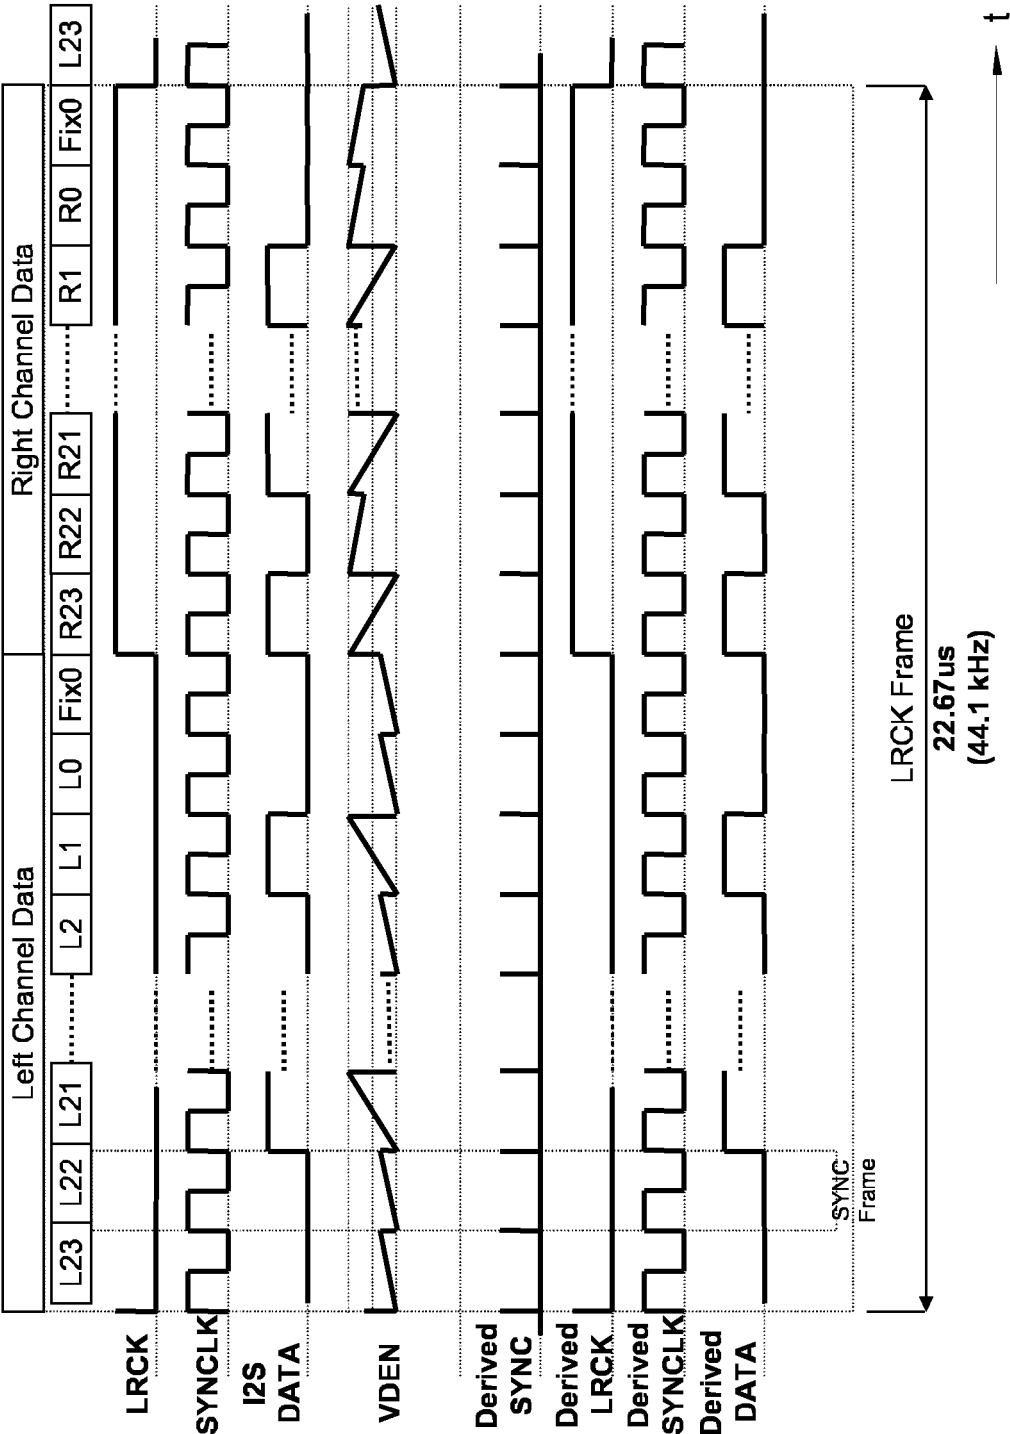 Left Channel Data
Right Channel Data
L23
L22
L21
L2
L1
L0
Fix0
R23
R22
R21
R1
R0
Fix0
L23
LRCK
SYNCLK
I2S
DATA
VDEN
Derived
SYNC
Derived
LRCK
Derived
SYNCLK
Derived
DATA
SYNC
Frame
LRCK Frame
22.67us
(44.1 kHz)
t